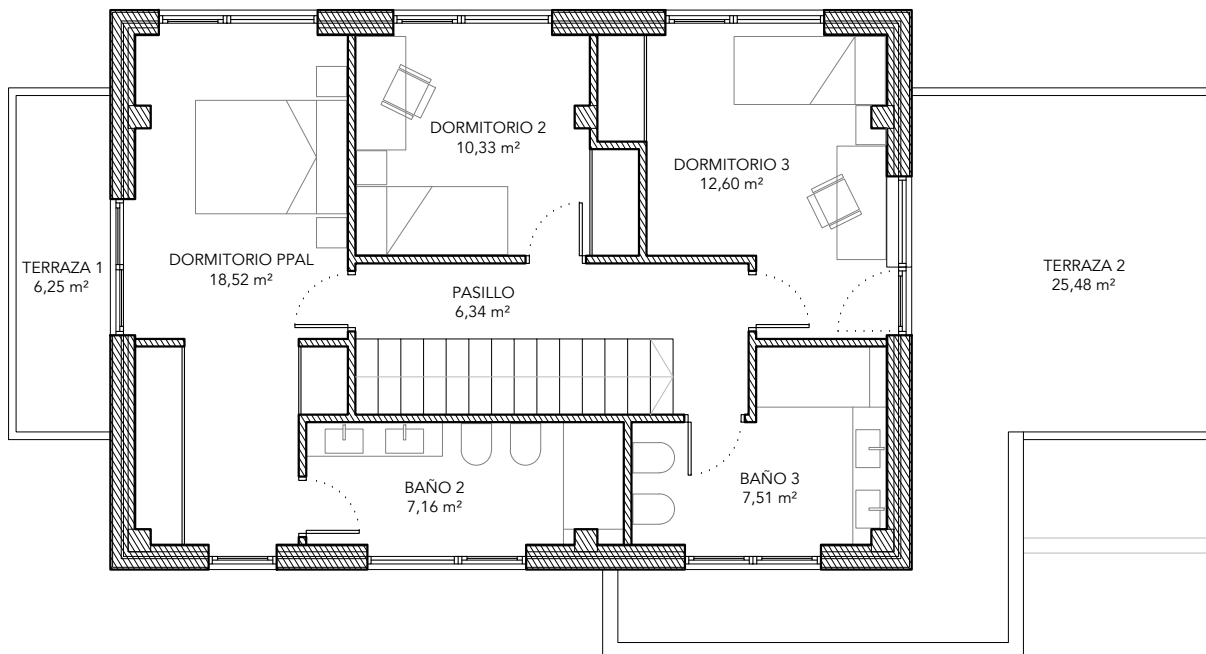 DORMITORIO 2
10,33 m²
DORMITORIO 3
12,60 m²
TERRAZA 1
6,25 m²
DORMITORIO PPAL
18,52 m²
PASILLO
6,34 m²
TERRAZA 2
25,48 m²
BAÑO 2
7,16 m²
BAÑO 3
7,51 m²